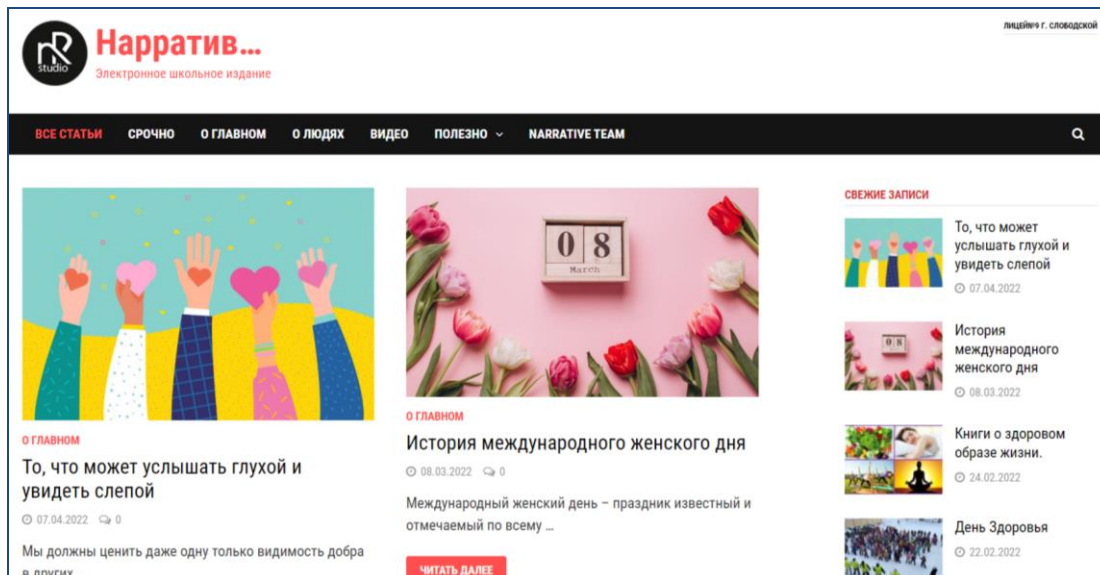 nR
studio
Нарратив...
Электронное школьное издание
ЛИЦЕЙ№9 Г. СЛОБОДСКОЙ
ВСЕ СТАТЬИ СРОЧНО О ГЛАВНОМ О ЛЮДЯХ ВИДЕО ПОЛЕЗНО NARRATIVE TEAM
О ГЛАВНОМ
То, что может услышать глухой и
увидеть слепой
07.04.2022 0
Мы должны ценить даже одну только видимость добра
в других
08
March
О ГЛАВНОМ
История международного женского дня
08.03.2022 0
Международный женский день – праздник известный и
отмечаемый по всему ...
ЧИТАТЬ ДАЛЕЕ
СВЕЖИЕ ЗАПИСИ
То, что может
услышать глухой и
увидеть слепой
07.04.2022
08
История
международного
женского дня
08.03.2022
Книги о здоровом
образе жизни.
24.02.2022
День Здоровья
22.02.2022